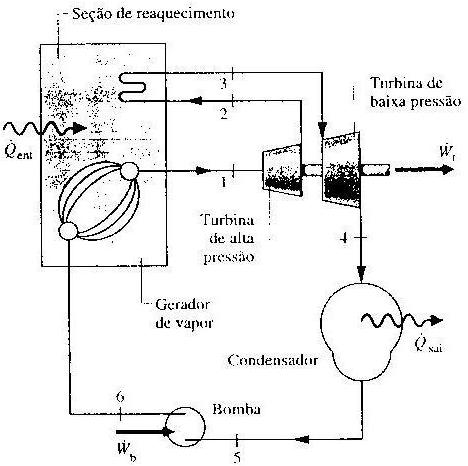 Seção de reaquecimento
3
Turbina de
baixa pressão
2
Q̇ent
Ẇt
1
Turbina
de alta
pressão
4
Gerador
de vapor
Q̇sai
Condensador
6
Bomba
Ẇb
5